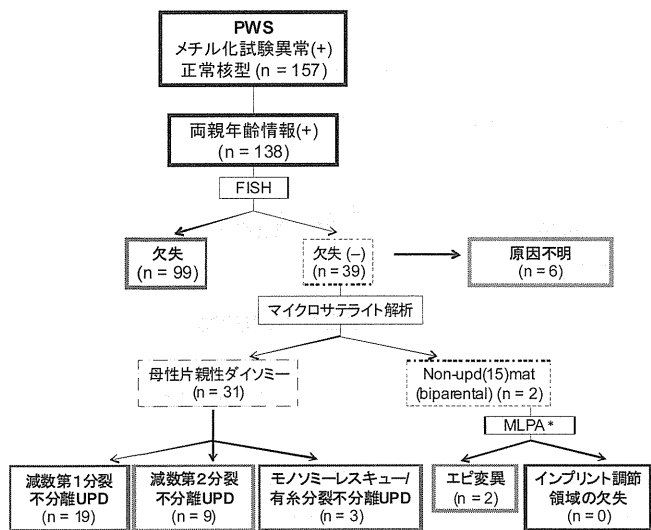 PWS
メチル化試験異常(+)
正常核型 (n = 157)
両親年齢情報(+)
(n = 138)
FISH
欠失
(n = 99)
欠失 (–)
(n = 39)
原因不明
(n = 6)
マイクロサテライト解析
母性片親性ダイソミー
(n = 31)
Non-upd(15)mat
(biparental) (n = 2)
MLPA *
減数第1分裂
不分離UPD
(n = 19)
減数第2分裂
不分離UPD
(n = 9)
モノソミーレスキュー/
有糸分裂不分離UPD
(n = 3)
エピ変異
(n = 2)
インプリント調節
領域の欠失
(n = 0)